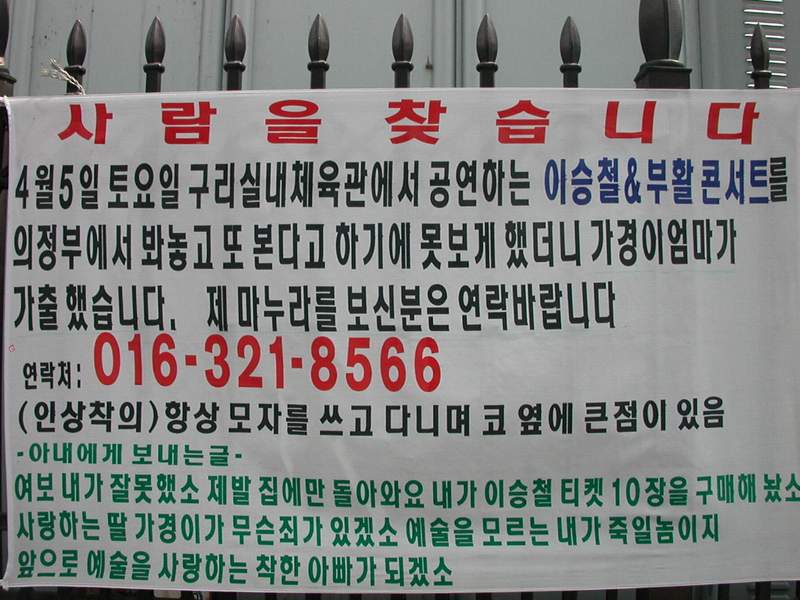 사람을 찾습니다
4월5일 토요일 구리실내체육관에서 공연하는 이승철&부활 콘서트를
의정부에서 봐놓고 또 본다고 하기에 못보게 했더니 가경이엄마가
가출 했습니다. 제 마누라를 보신분은 연락바랍니다
연락처: 016-321-8566
(인상착의) 항상 모자를 쓰고 다니며 코 옆에 큰점이 있음
-아내에게 보내는글-
여보 내가 잘못했소 제발 집에만 돌아와요 내가 이승철 티켓 10장을 구매해 놨소
사랑하는 딸 가경이가 무슨죄가 있겠소 예술을 모르는 내가 죽일놈이지
앞으로 예술을 사랑하는 착한 아빠가 되겠소